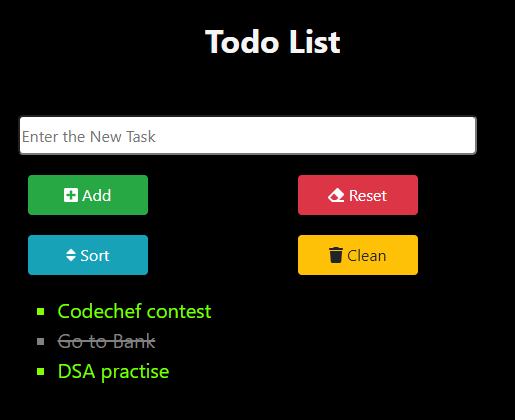 Todo List
Enter the New Task
Add
Reset
Sort
Clean
Codechef contest
Go to Bank
DSA practise